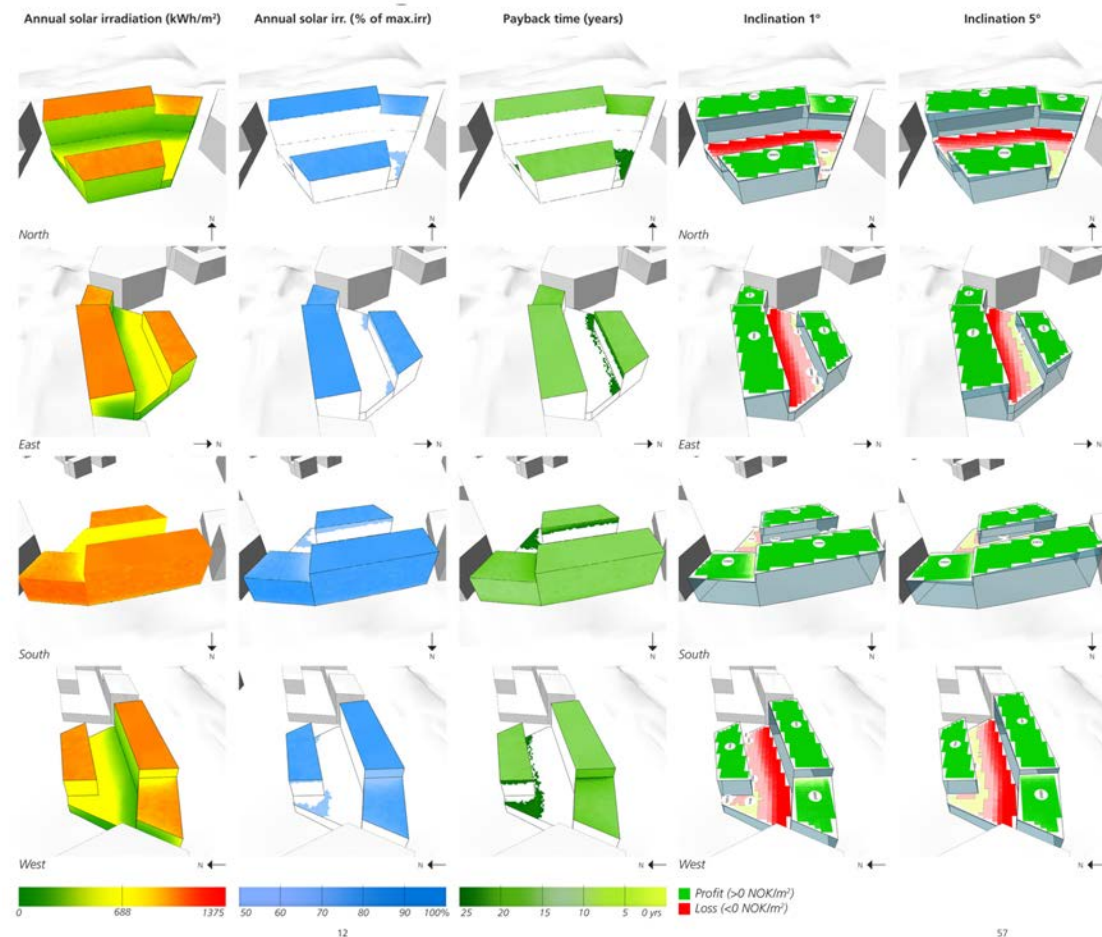 Annual solar irradiation (kWh/m²) Annual solar irr. (% of max.irr) Payback time (years) Inclination 1° Inclination 5°
North N N N North N N
East N N N East N N
South N N N South N N
West N N N West N N
0 688 1375 50 60 70 80 90 100% 25 20 15 10 5 0 yrs Profit (>0 NOK/m²)
Loss (<0 NOK/m²)
12 57